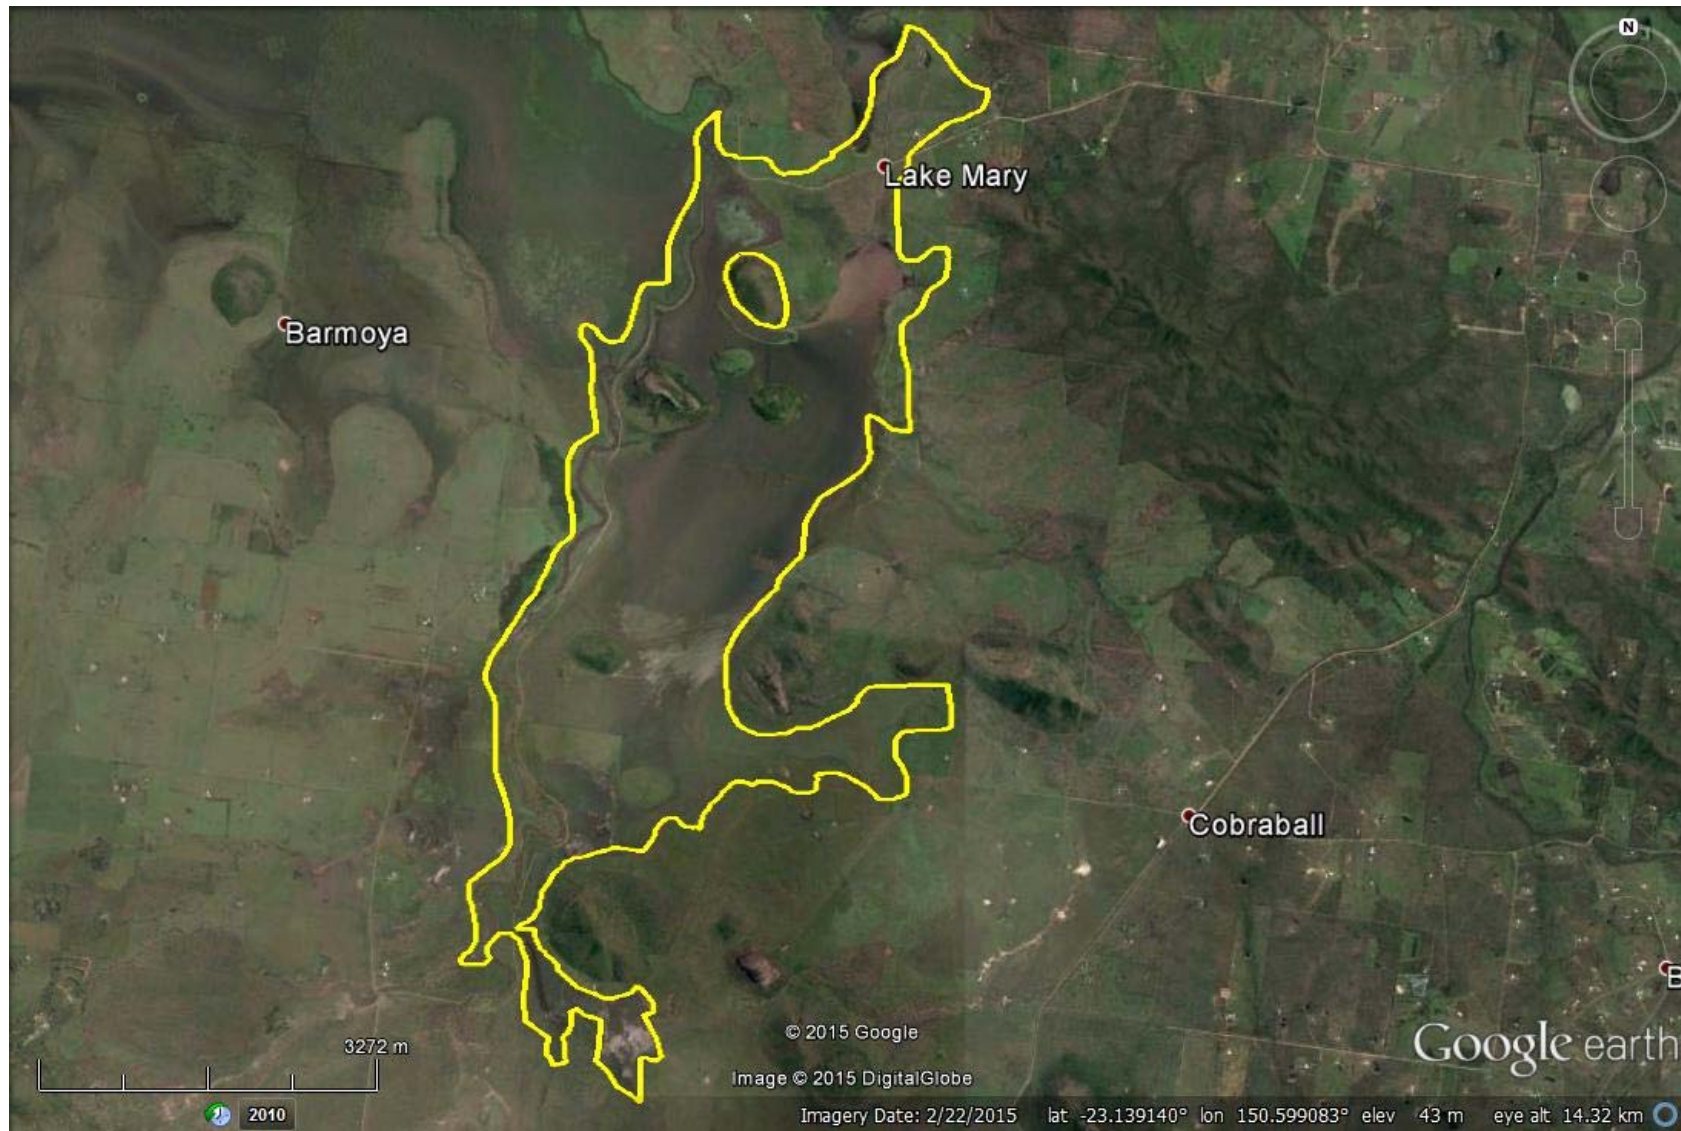 N
Lake Mary
Barmoya
Cobraball
B
3272 m
© 2015 Google
Google earth
Image © 2015 DigitalGlobe
2010
Imagery Date: 2/22/2015 lat -23.139140° lon 150.599083° elev 43 m eye alt 14.32 km